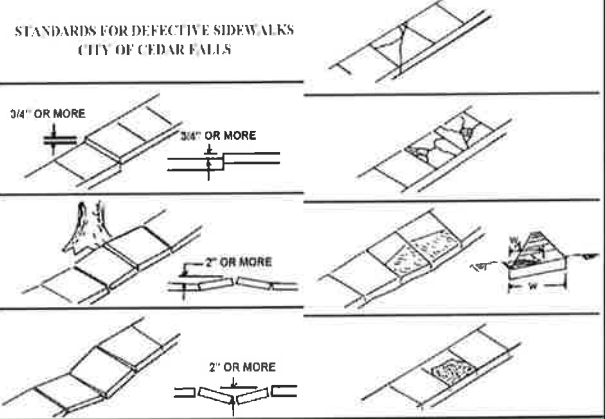 STANDARDS FOR DEFECTIVE SIDEWALKS
CITY OF CEDAR FALLS
3/4" OR MORE
3/4" OR MORE
2" OR MORE
2" OR MORE
W